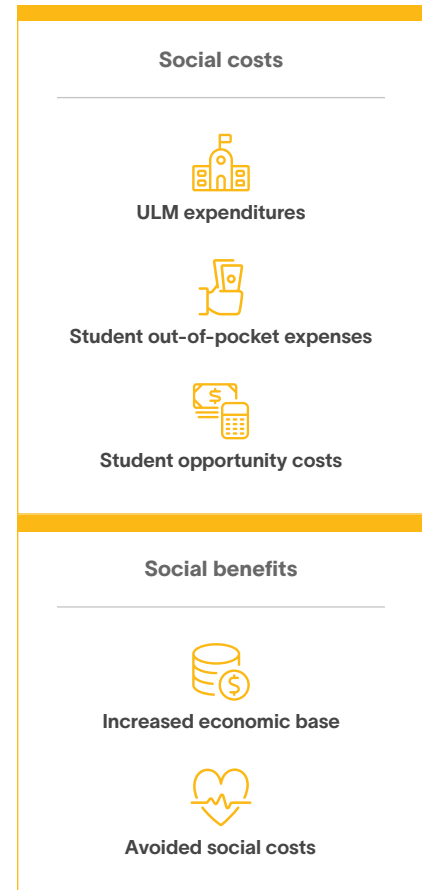 Social costs
ULM expenditures
Student out-of-pocket expenses
Student opportunity costs
Social benefits
Increased economic base
Avoided social costs